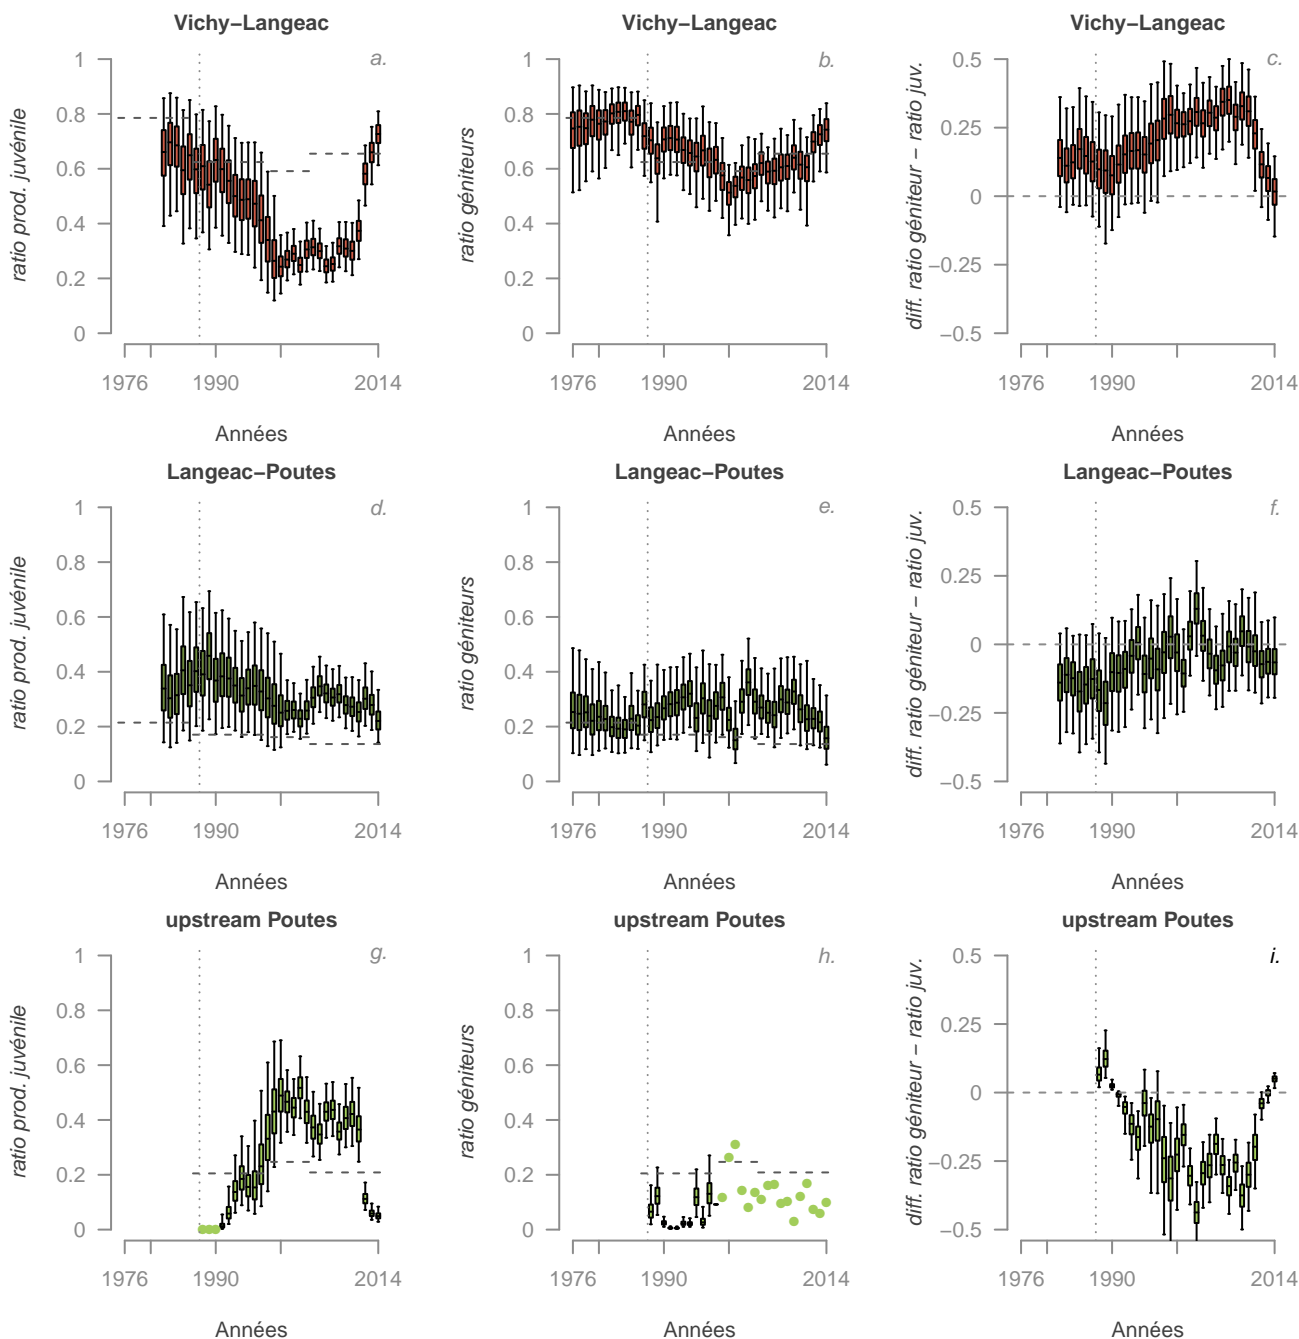 Vichy−Langeac
Vichy−Langeac
Vichy−Langeac
a.
b.
c.
ratio prod. juvénile
1
0.8
0.6
0.4
0.2
0
1976
1990
2014
Années
ratio géniteurs
1
0.8
0.6
0.4
0.2
0
1976
1990
2014
Années
diff. ratio géniteur − ratio juv.
0.5
0.25
0
−0.25
−0.5
1976
1990
2014
Années
Langeac−Poutes
Langeac−Poutes
Langeac−Poutes
d.
e.
f.
ratio prod. juvénile
1
0.8
0.6
0.4
0.2
0
1976
1990
2014
Années
ratio géniteurs
1
0.8
0.6
0.4
0.2
0
1976
1990
2014
Années
diff. ratio géniteur − ratio juv.
0.5
0.25
0
−0.25
−0.5
1976
1990
2014
Années
upstream Poutes
upstream Poutes
upstream Poutes
g.
h.
i.
ratio prod. juvénile
1
0.8
0.6
0.4
0.2
0
1976
1990
2014
Années
ratio géniteurs
1
0.8
0.6
0.4
0.2
0
1976
1990
2014
Années
diff. ratio géniteur − ratio juv.
0.5
0.25
0
−0.25
−0.5
1976
1990
2014
Années